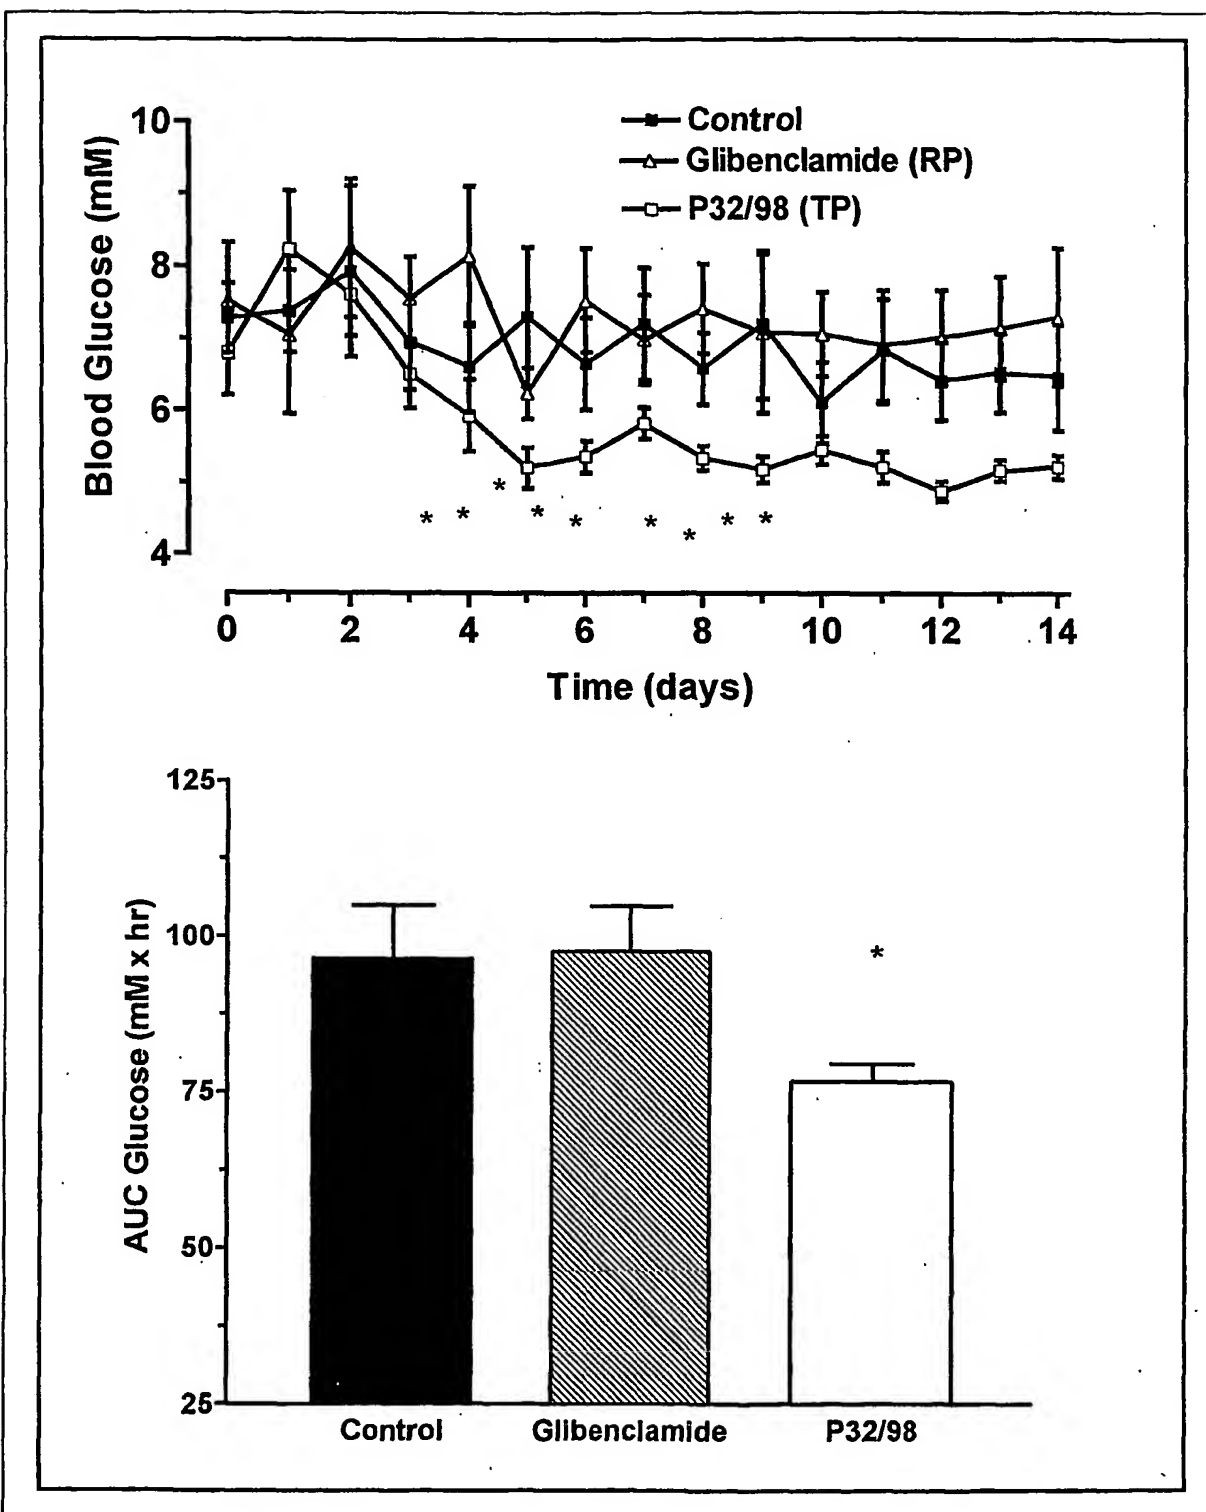 10
Control
Glibenclamide (RP)
P32/98 (TP)
Blood Glucose (mM)
8
6
4
* * * * * * * * *
0 2 4 6 8 10 12 14
Time (days)
125
100
75
50
25
AUC Glucose (mM x hr)
*
Control Glibenclamide P32/98